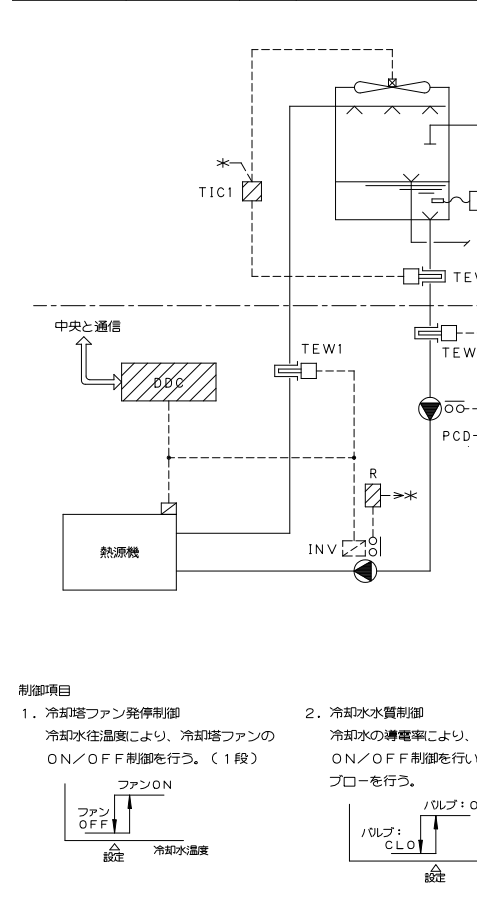 TIC1
TEW
中央と通信
TEW1
TEW
DDC
PCD-
R
熱源機
INV
制御項目
1. 冷却塔ファン発停制御
冷却水往温度により、冷却塔ファンの
ON/OFF制御を行う。(1段)
ファンON
ファン
OFF
設定
冷却水温度
2. 冷却水水質制御
冷却水の導電率により、
ON/OFF制御を行い
ブローを行う。
バルブ:O
バルブ:
CLO
設定